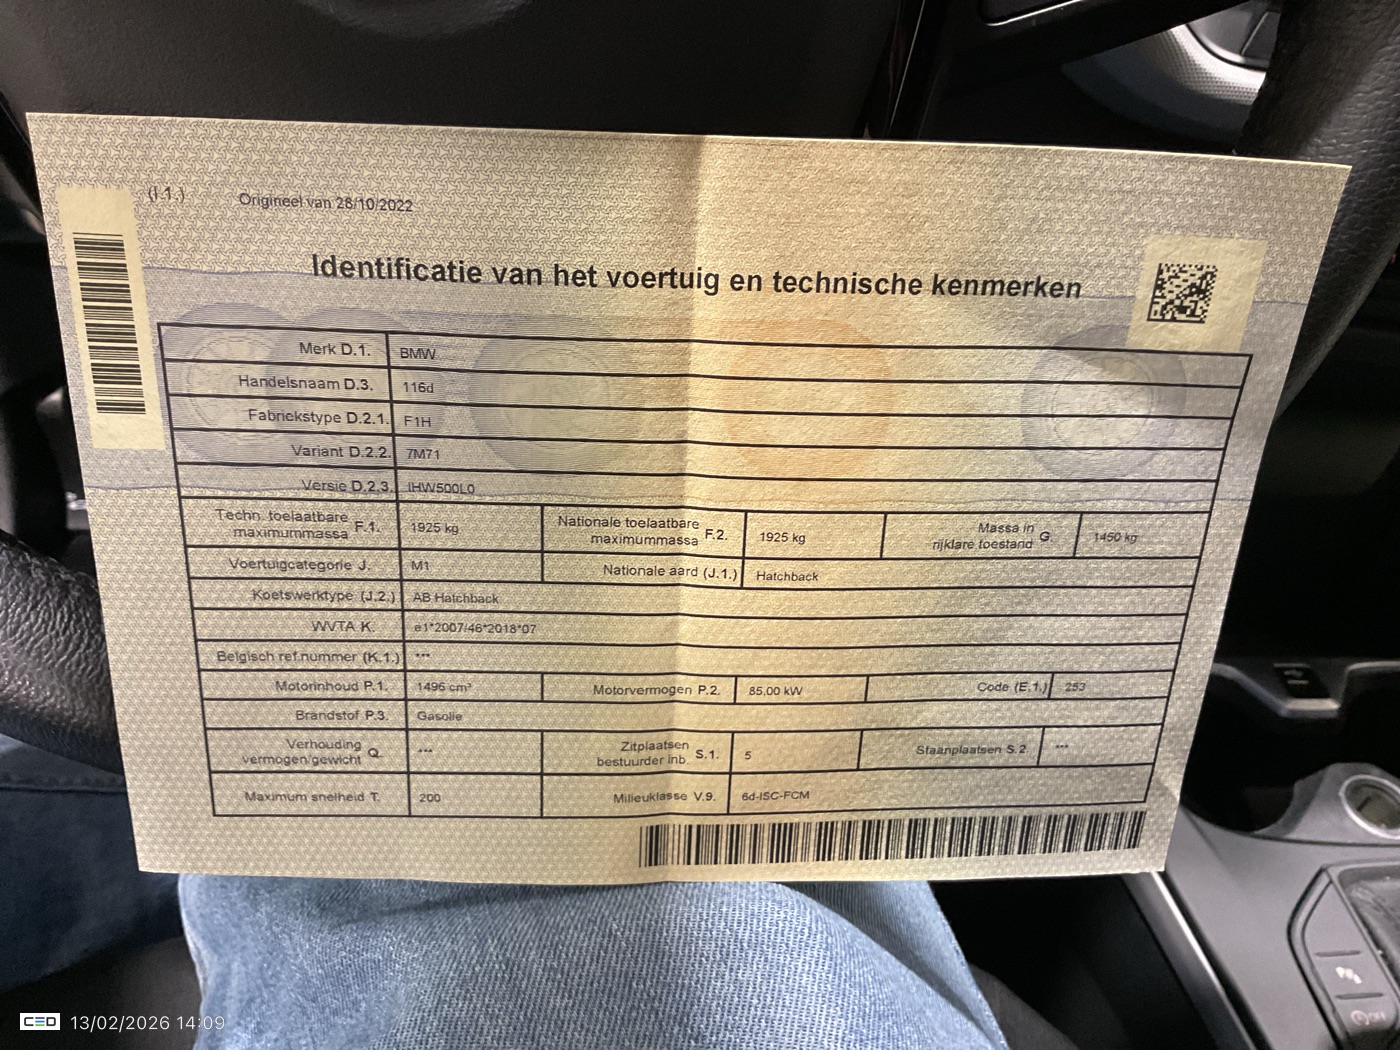 (I.1.) Origineel van 28/10/2022
Identificatie van het voertuig en technische kenmerken
Merk D.1. BMW
Handelsnaam D.3. 116d
Fabriekstype D.2.1. F1H
Variant D.2.2. 7M71
Versie D.2.3. IHW500L0
Techn. toelaatbare maximummassa F.1. 1925 kg Nationale toelaatbare maximummassa F.2. 1925 kg Massa in rijklare toestand G. 1450 kg
Voertuigcategorie J. M1 Nationale aard (J.1.) Hatchback
Koetswerktype (J.2.) AB Hatchback
WVTA K. e1*2007/46*2018*07
Belgisch ref.nummer (K.1.) ***
Motorinhoud P.1. 1496 cm³ Motorvermogen P.2. 85.00 kW Code (E.1.) 253
Brandstof P.3. Gasolie
Verhouding vermogen/gewicht Q. *** Zitplaatsen bestuurder inb. S.1. 5 Staanplaatsen S.2. ***
Maximum snelheid T. 200 Milieuklasse V.9. 6d-ISC-FCM
OFF
CED 13/02/2026 14:09